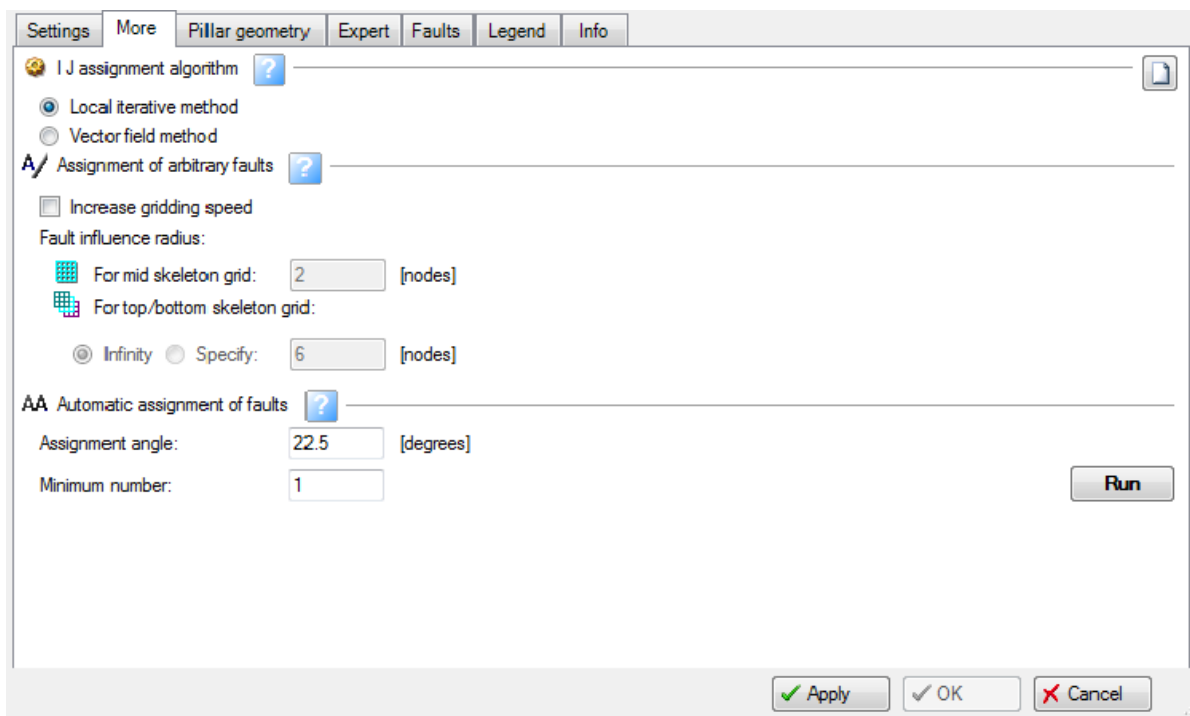 Settings More Pillar geometry Expert Faults Legend Info
I J assignment algorithm ?
Local iterative method
Vector field method
A/ Assignment of arbitrary faults ?
Increase gridding speed
Fault influence radius:
For mid skeleton grid: 2 [nodes]
For top/bottom skeleton grid:
Infinity Specify: 6 [nodes]
AA Automatic assignment of faults ?
Assignment angle: 22.5 [degrees]
Minimum number: 1
Run
Apply OK Cancel